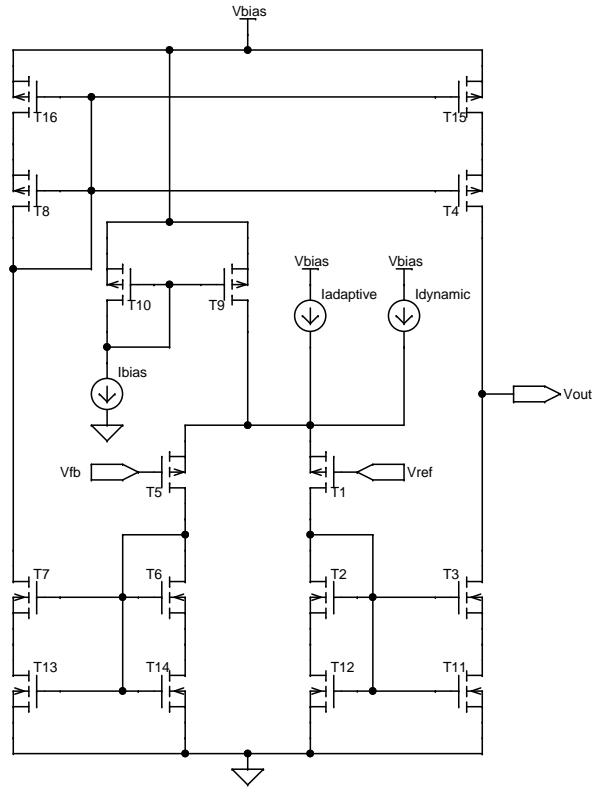 Vbias
T16
T15
T8
T4
Vbias
Vbias
Iadaptive
Idynamic
T10
T9
Ibias
Vout
Vfb
Vref
T5
T1
T7
T6
T2
T3
T13
T14
T12
T11